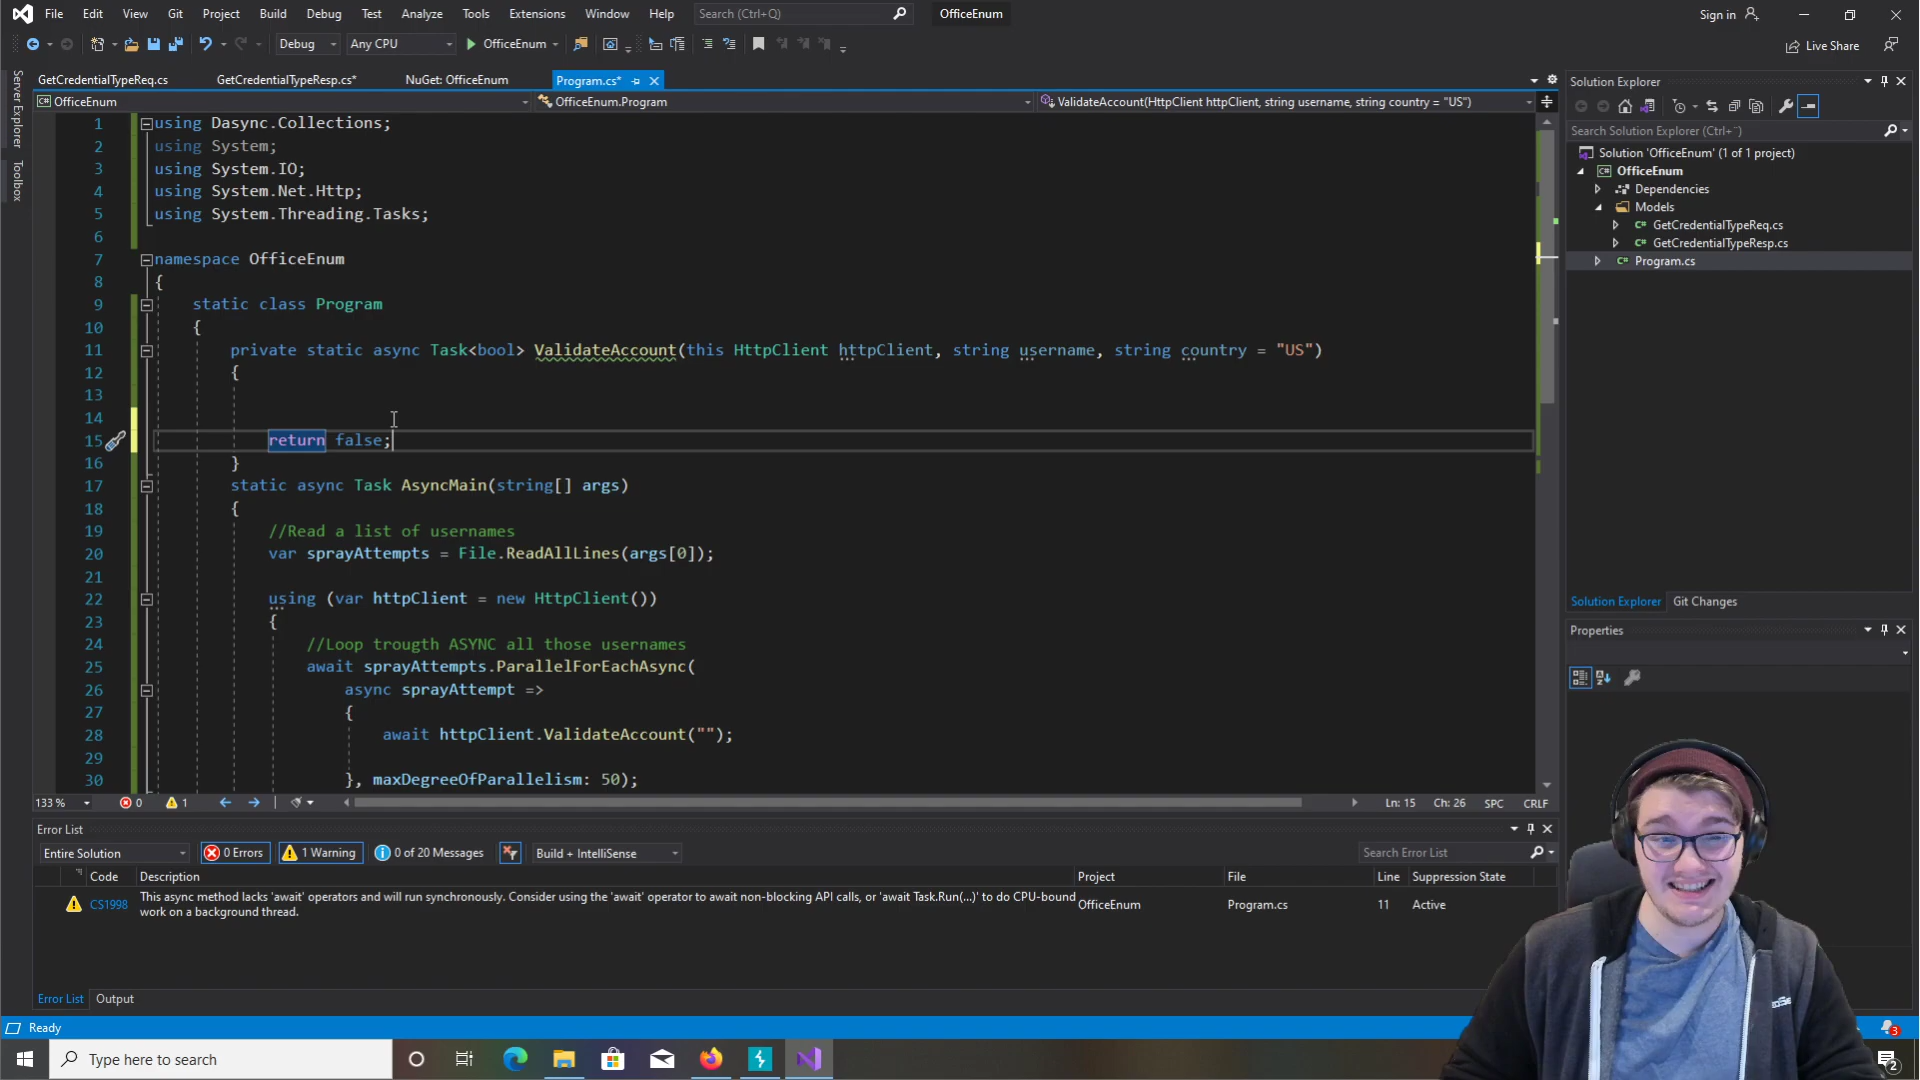 File Edit View Git Project Build Debug Test Analyze Tools Extensions Window Help Search (Ctrl+Q) OfficeEnum Sign in
Debug Any CPU OfficeEnum Live Share
Server Explorer
Toolbox
GetCredentialTypeReq.cs GetCredentialTypeResp.cs* NuGet: OfficeEnum Program.cs*
OfficeEnum OfficeEnum.Program ValidateAccount(HttpClient httpClient, string username, string country = "US")
1 using Dasync.Collections;
2 using System;
3 using System.IO;
4 using System.Net.Http;
5 using System.Threading.Tasks;
6
7 namespace OfficeEnum
8 {
9 static class Program
10 {
11 private static async Task<bool> ValidateAccount(this HttpClient httpClient, string username, string country = "US")
12 {
13
14
15 return false;
16 }
17 static async Task AsyncMain(string[] args)
18 {
19 //Read a list of usernames
20 var sprayAttempts = File.ReadAllLines(args[0]);
21
22 using (var httpClient = new HttpClient())
23 {
24 //Loop trougth ASYNC all those usernames
25 await sprayAttempts.ParallelForEachAsync(
26 async sprayAttempt =>
27 {
28 await httpClient.ValidateAccount("");
29
30 }, maxDegreeOfParallelism: 50);
133 % 0 1 Ln: 15 Ch: 26 SPC CRLF
Solution Explorer
Search Solution Explorer (Ctrl+¨)
Solution 'OfficeEnum' (1 of 1 project)
OfficeEnum
Dependencies
Models
GetCredentialTypeReq.cs
GetCredentialTypeResp.cs
Program.cs
Solution Explorer Git Changes
Properties
Error List
Entire Solution 0 Errors 1 Warning 0 of 20 Messages Build + IntelliSense Search Error List
Code Description Project File Line Suppression State
CS1998 This async method lacks 'await' operators and will run synchronously. Consider using the 'await' operator to await non-blocking API calls, or 'await Task.Run(...)' to do CPU-bound work on a background thread. OfficeEnum Program.cs 11 Active
Error List Output
Ready 3
Type here to search 2